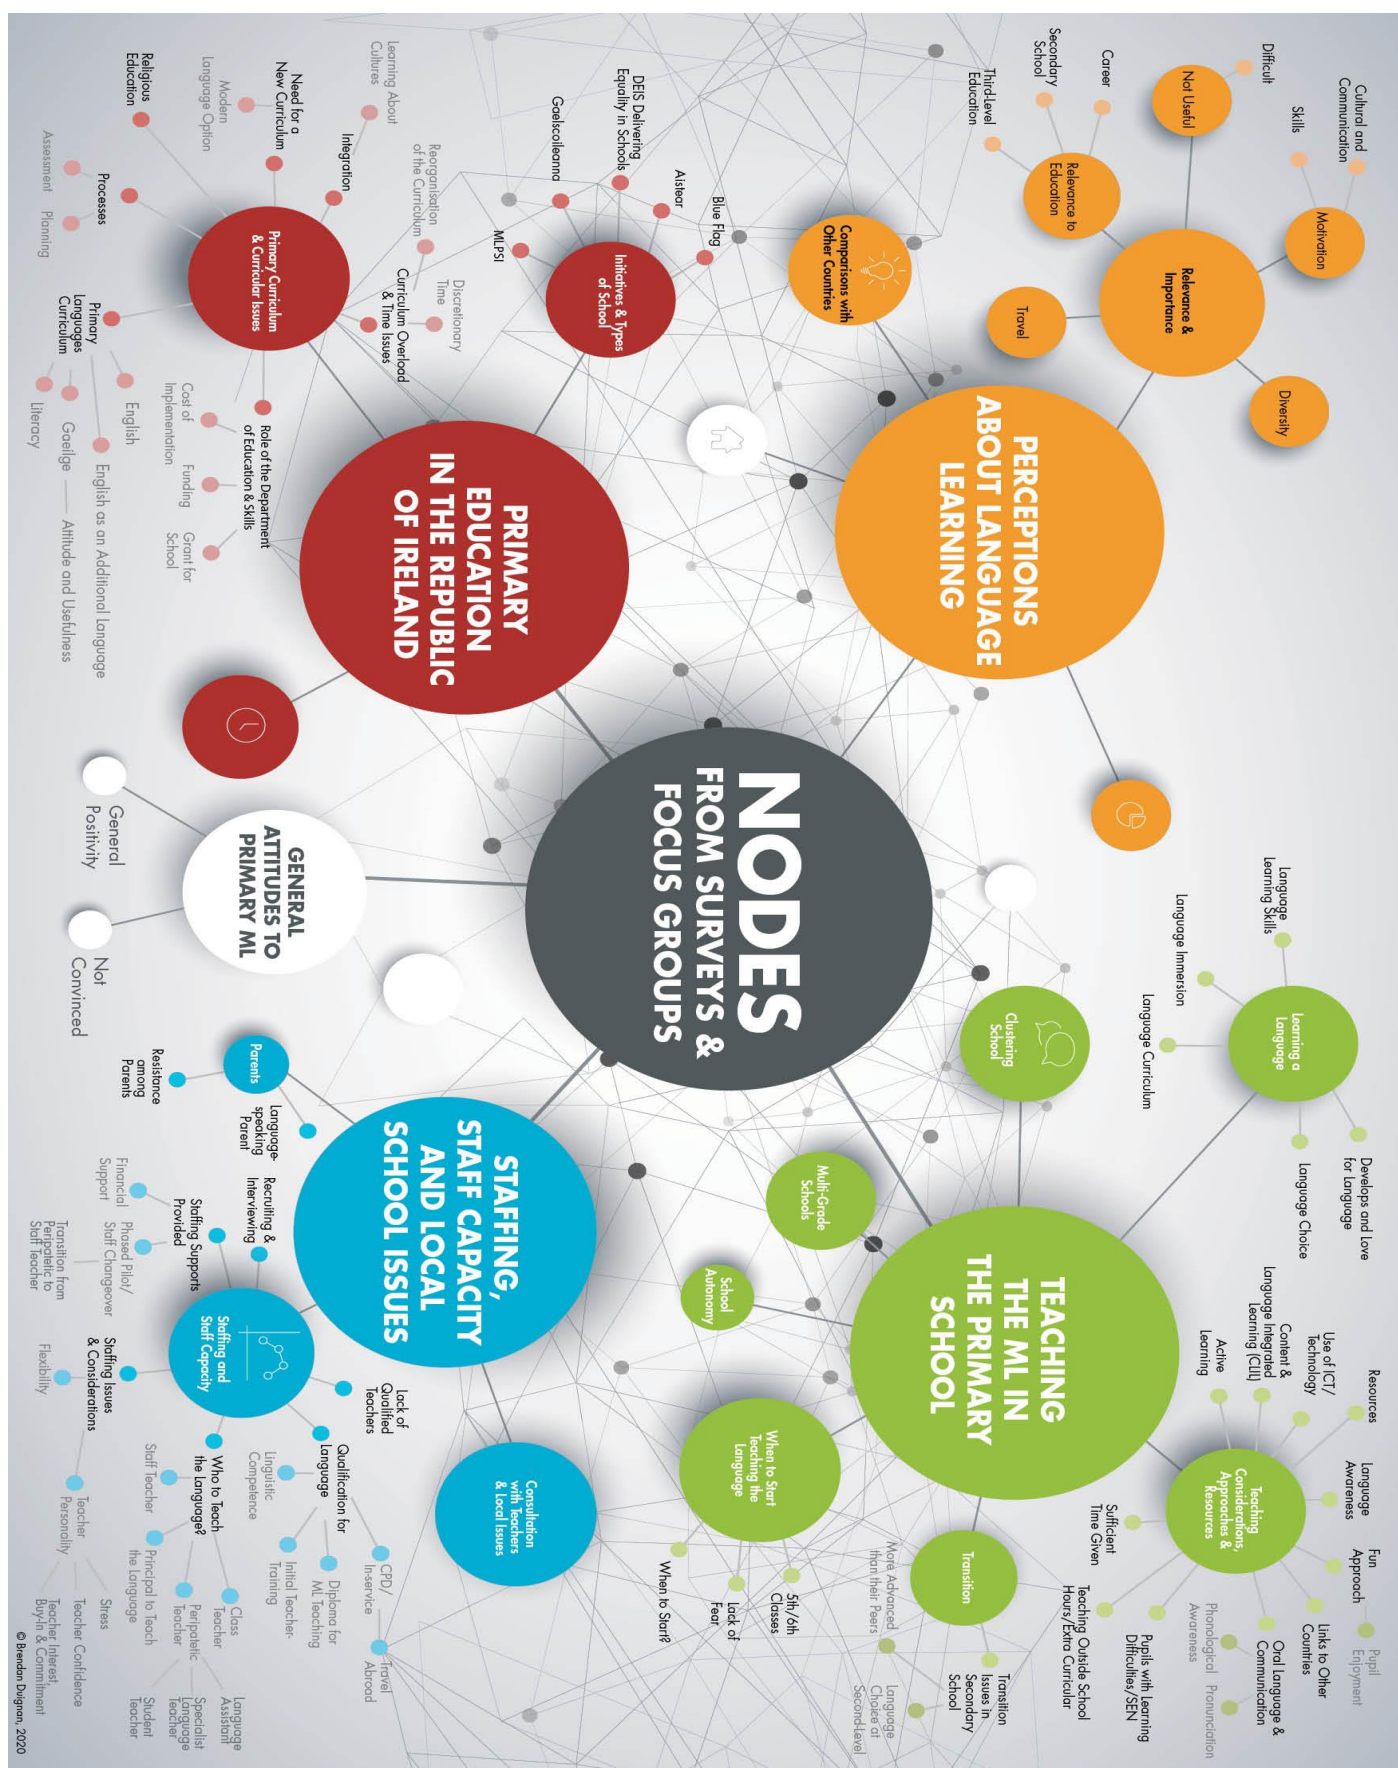 NODES
FROM SURVEYS &
FOCUS GROUPS
PERCEPTIONS
ABOUT LANGUAGE
LEARNING
Comparisons with
Other Countries
Relevance &
Importance
Not Useful
Difficult
Motivation
Skills
Cultural and
Communication
Relevance to
Education
Career
Secondary
School
Third-Level
Education
Travel
Diversity
PRIMARY
EDUCATION
IN THE REPUBLIC
OF IRELAND
Initiatives & Types
of School
Blue Flag
Aistear
DEIS Delivering
Equality in Schools
Gaelscoileanna
MLPSI
Primary Curriculum
& Curricular Issues
Learning About
Cultures
Integration
Need for a
New Curriculum
Modern
Language Option
Religious
Education
Processes
Assessment
Planning
Reorganisation
of the Curriculum
Discretionary
Time
Curriculum Overload
& Time Issues
Primary
Languages
Curriculum
English
English as an Additional Language
Gaeilge
Attitude and Usefulness
Literacy
Role of the Department
of Education & Skills
Cost of
Implementation
Funding
Grant for
School
GENERAL
ATTITUDES TO
PRIMARY ML
General
Positivity
Not
Convinced
TEACHING
THE ML IN
THE PRIMARY
SCHOOL
Clustering
School
Learning a
Language
Language
Learning Skills
Language Immersion
Language Curriculum
Develops and Love
for Language
Language Choice
Multi-Grade
Schools
School
Autonomy
When to Start
Teaching the
Language
5th/6th
Classes
Lack of
Fear
When to Start?
Transition
Transition
Issues in
Secondary
School
More Advanced
than their Peers
Language
Choice at
Second-Level
Teaching
Considerations,
Approaches &
Resources
Resources
Use of ICT/
Technology
Content &
Language Integrated
Learning (CLIL)
Active
Learning
Language
Awareness
Fun
Approach
Pupil
Enjoyment
Links to Other
Countries
Oral Language &
Communication
Phonological
Awareness
Pronunciation
Pupils with Learning
Difficulties/SEN
Teaching Outside School
Hours/Extra Curricular
Sufficient
Time Given
STAFFING,
STAFF CAPACITY
AND LOCAL
SCHOOL ISSUES
Parents
Language-
speaking
Parent
Resistance
among
Parents
Consultation
with Teachers
& Local Issues
Staffing and
Staff Capacity
Recruiting &
Interviewing
Staffing Supports
Provided
Financial
Support
Phased Pilot/
Staff Changeover
Transition from
Peripatetic to
Staff Teacher
Staffing Issues
& Considerations
Flexibility
Teacher
Personality
Stress
Teacher Confidence
Teacher Interest,
Buy-In & Commitment
Lack of
Qualified
Teachers
Qualification for
Language
Linguistic
Competence
Initial Teacher-
Training
Diploma for
ML Teaching
CPD/
In-service
Travel
Abroad
Who to Teach
the Language?
Staff Teacher
Principal to Teach
the Language
Peripatetic
Teacher
Class
Teacher
Language
Assistant
Specialist
Language
Teacher
Student
Teacher
© Brendan Duignan, 2020